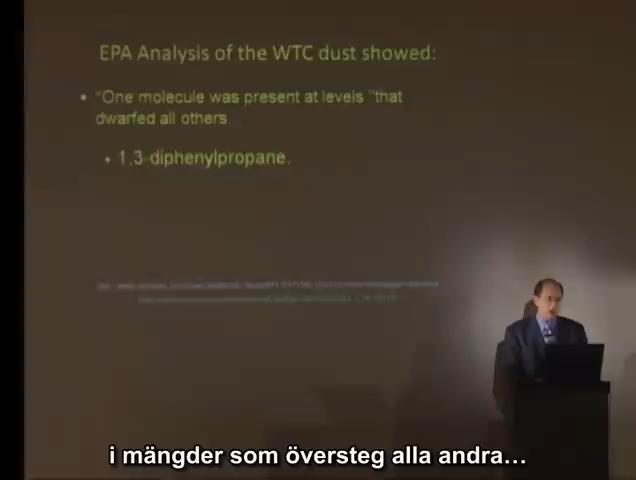 EPA Analysis of the WTC dust showed:
• "One molecule was present at levels "that
dwarfed all others…
• 1,3-diphenylpropane.
i mängder som översteg alla andra...